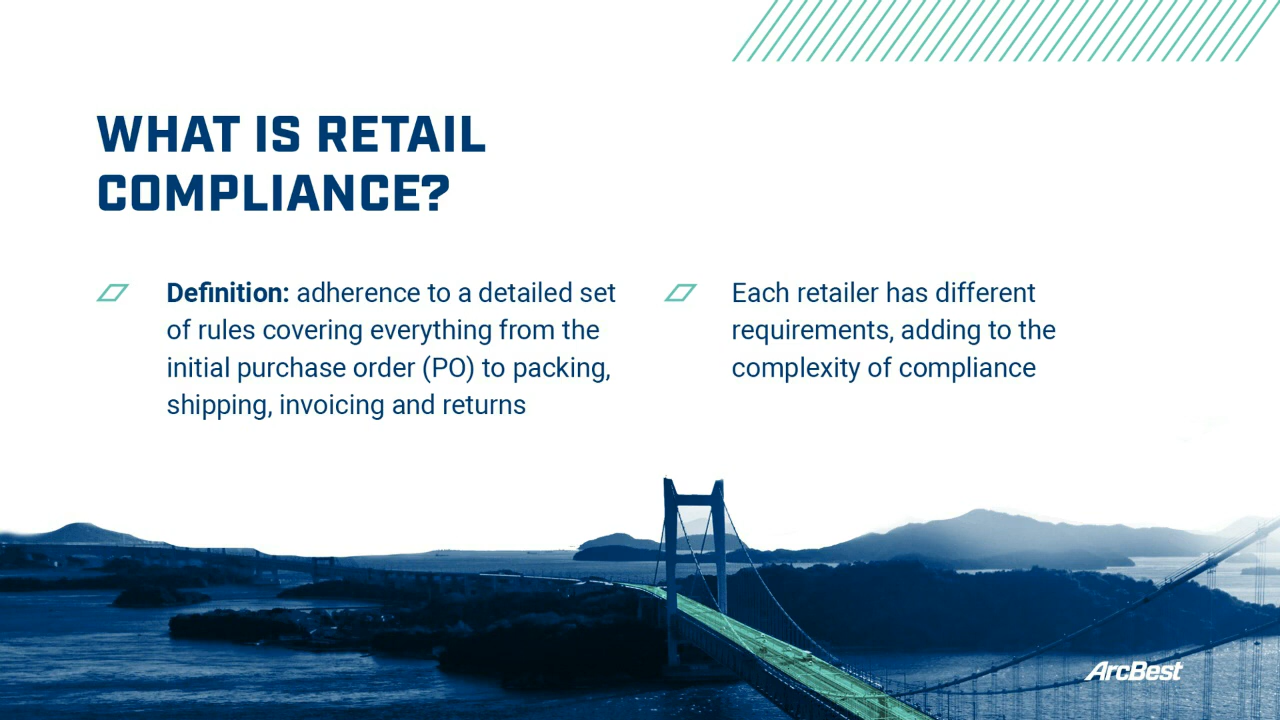 WHAT IS RETAIL
COMPLIANCE?
Definition: adherence to a detailed set
of rules covering everything from the
initial purchase order (PO) to packing,
shipping, invoicing and returns
Each retailer has different
requirements, adding to the
complexity of compliance
ArcBest